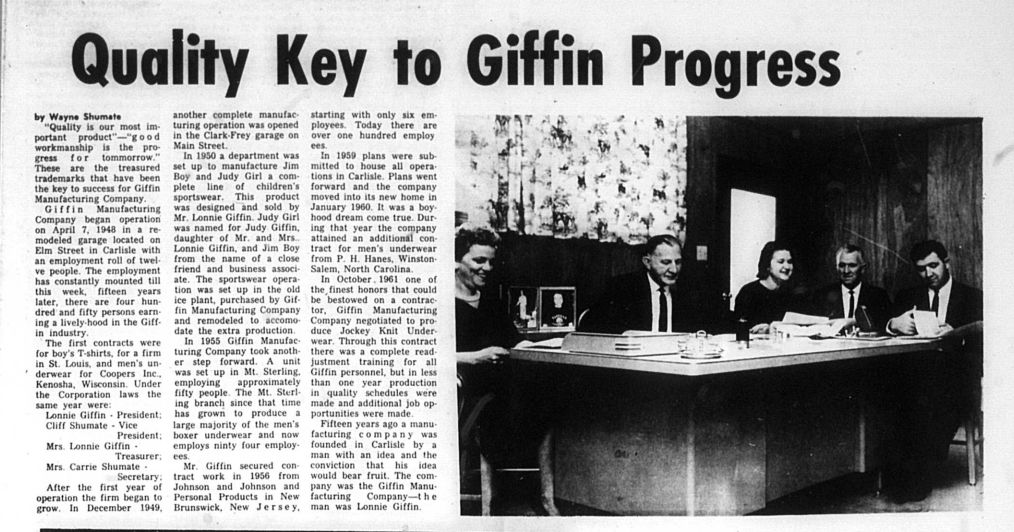 Quality Key to Giffin Progress
by Wayne Shumate
"Quality is our most im-
portant product"—"good
workmanship is the pro-
gress for tommorrow."
These are the treasured
trademarks that have been
the key to success for Giffin
Manufacturing Company.
Giffin Manufacturing
Company began operation
on April 7, 1948 in a re-
modeled garage located on
Elm Street in Carlisle with
an employment roll of twel-
ve people. The employment
has constantly mounted till
this week, fifteen years
later, there are four hun-
dred and fifty persons earn-
ing a lively-hood in the Giff-
in industry.
The first contracts were
for boy's T-shirts, for a firm
in St. Louis, and men's un-
derwear for Coopers Inc.,
Kenosha, Wisconsin. Under
the Corporation laws the
same year were:
Lonnie Giffin - President;
Cliff Shumate - Vice
President;
Mrs. Lonnie Giffin -
Treasurer;
Mrs. Carrie Shumate -
Secretary;
After the first year of
operation the firm began to
grow. In December 1949,
another complete manufac-
turing operation was opened
in the Clark-Frey garage on
Main Street.
In 1950 a department was
set up to manufacture Jim
Boy and Judy Girl a com-
plete line of children's
sportswear. This product
was designed and sold by
Mr. Lonnie Giffin. Judy Girl
was named for Judy Giffin,
daughter of Mr. and Mrs..
Lonnie Giffin, and Jim Boy
from the name of a close
friend and business associ-
ate. The sportswear opera-
tion was set up in the old
ice plant, purchased by Gif-
fin Manufacturing Company
and remodeled to accomo-
date the extra production.
In 1955 Giffin Manufac-
turing Company took anoth-
er step forward. A unit
was set up in Mt. Sterling,
employing approximately
fifty people. The Mt. Sterl-
ing branch since that time
has grown to produce a
large majority of the men's
boxer underwear and now
employs ninty four employ-
ees.
Mr. Giffin secured con-
tract work in 1956 from
Johnson and Johnson and
Personal Products in New
Brunswick, New Jersey,
starting with only six em-
ployees. Today there are
over one hundred employ
ees.
In 1959 plans were sub-
mitted to house all opera-
tions in Carlisle. Plans went
forward and the company
moved into its new home in
January 1960. It was a boy-
hood dream come true. Dur-
ing that year the company
attained an additional con-
tract for men's underwear
from P. H. Hanes, Winston-
Salem, North Carolina.
In October, 1961 one of
the finest honors that could
be bestowed on a contrac-
tor, Giffin Manufacturing
Company negotiated to pro-
duce Jockey Knit Under-
wear. Through this contract
there was a complete read-
justment training for all
Giffin personnel, but in less
than one year production
in quality schedules were
made and additional job op-
portunities were made.
Fifteen years ago a manu-
facturing company was
founded in Carlisle by a
man with an idea and the
conviction that his idea
would bear fruit. The com-
pany was the Giffin Manu-
facturing Company—the
man was Lonnie Giffin.